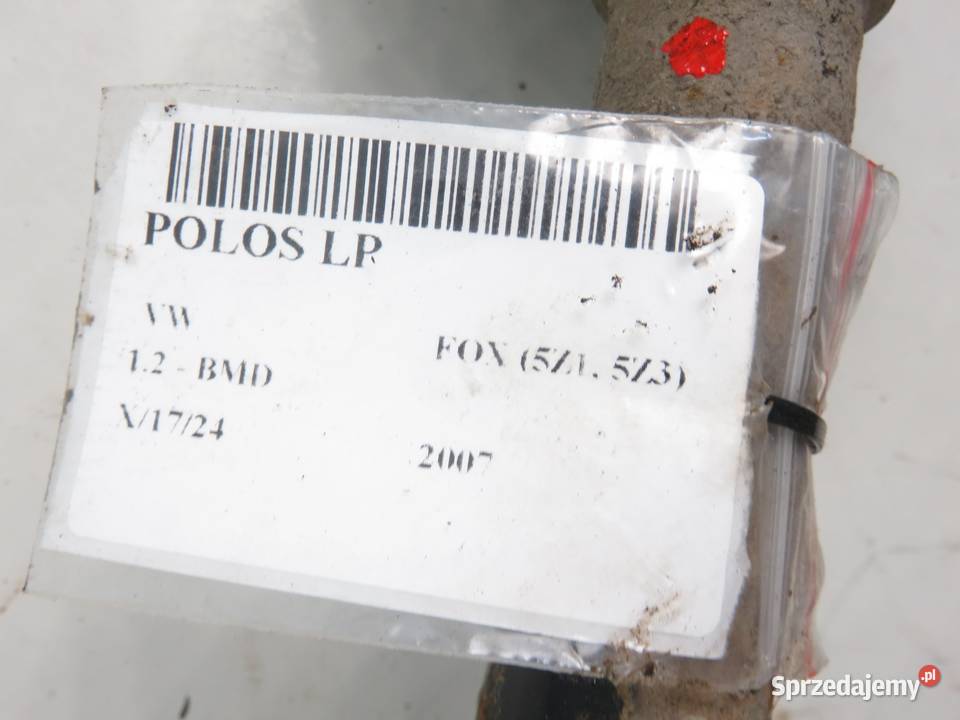 POLOS LP
VW
FOX (5Z1, 5Z3)
1.2 - BMD
X/17/24
2007
Sprzedajemy.pl